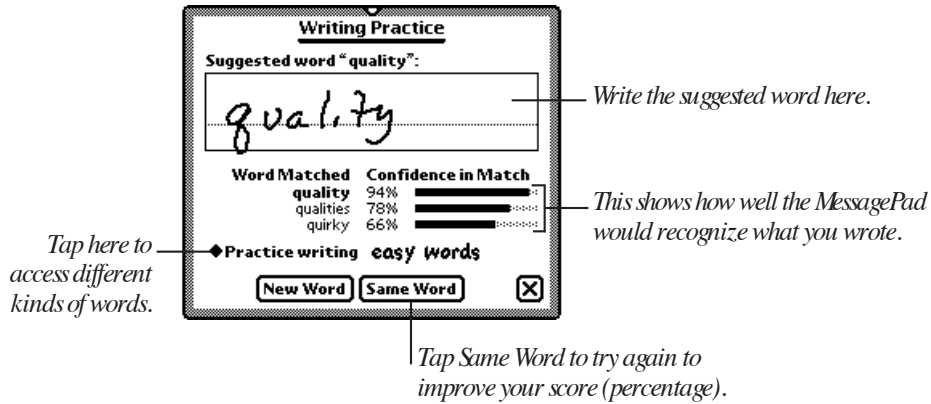 Writing Practice
Suggested word “quality”:
quality
Write the suggested word here.
Word Matched Confidence in Match
quality 94%
qualities 78%
quirky 66%
This shows how well the MessagePad
would recognize what you wrote.
Tap here to
access different
kinds of words.
◆Practice writing easy words
New Word Same Word X
Tap Same Word to try again to
improve your score (percentage).